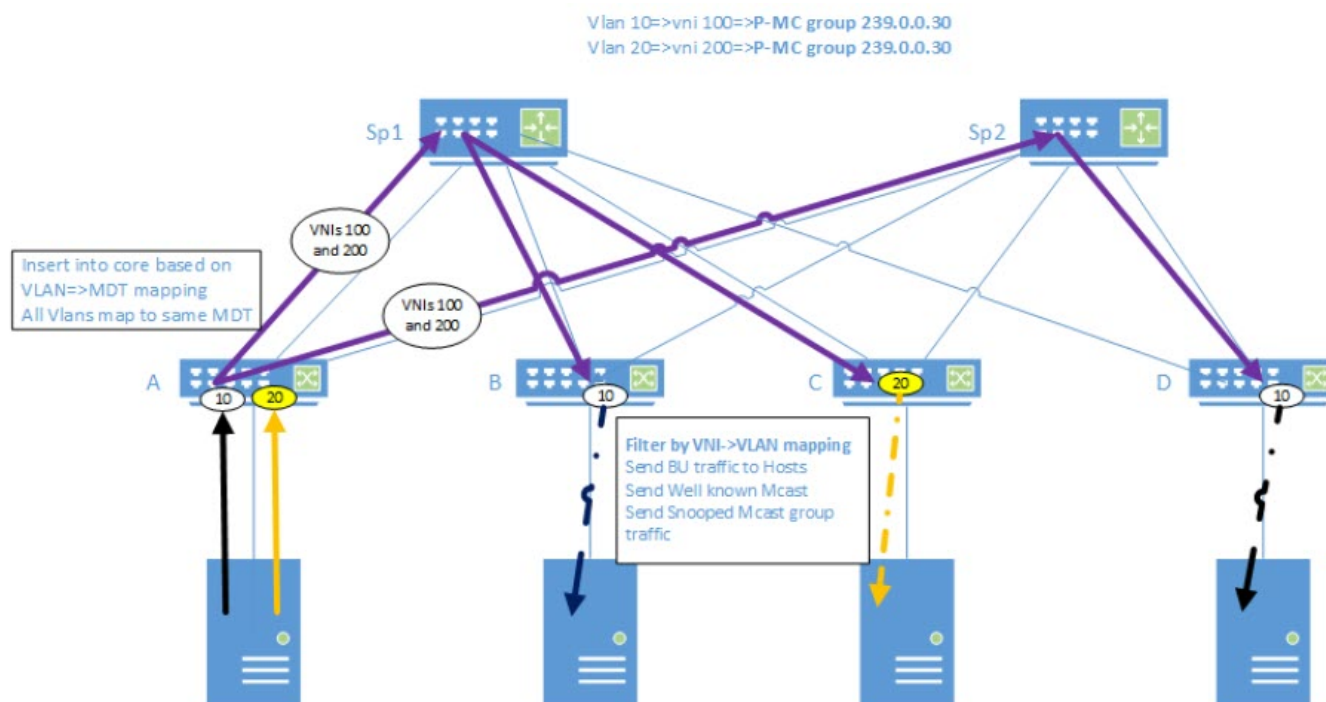 Vlan 10=>vni 100=>P-MC group 239.0.0.30
Vlan 20=>vni 200=>P-MC group 239.0.0.30
Sp1
Sp2
VNIs 100
and 200
Insert into core based on
VLAN=>MDT mapping
All Vlans map to same MDT
VNIs 100
and 200
A
B
C
D
10
20
10
20
10
Filter by VNI->VLAN mapping
Send BU traffic to Hosts
Send Well known Mcast
Send Snooped Mcast group
traffic